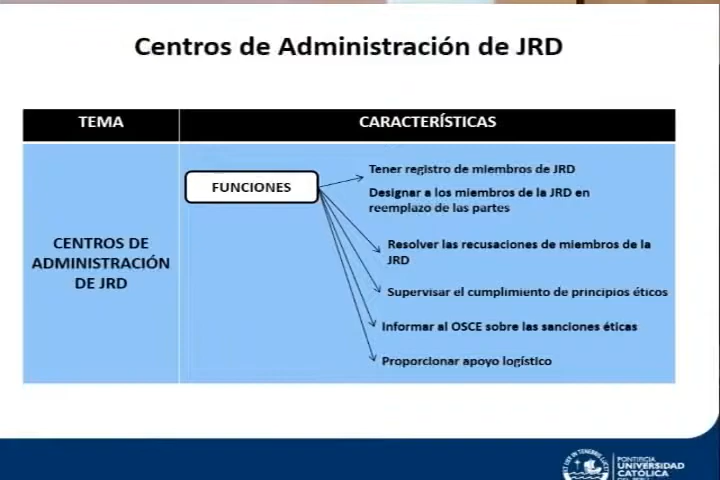 Centros de Administración de JRD
TEMA
CARACTERÍSTICAS
CENTROS DE
ADMINISTRACIÓN
DE JRD
FUNCIONES
Tener registro de miembros de JRD
Designar a los miembros de la JRD en
reemplazo de las partes
Resolver las recusaciones de miembros de la
JRD
Supervisar el cumplimiento de principios éticos
Informar al OSCE sobre las sanciones éticas
Proporcionar apoyo logístico
PONTIFICIA
UNIVERSIDAD
CATÓLICA